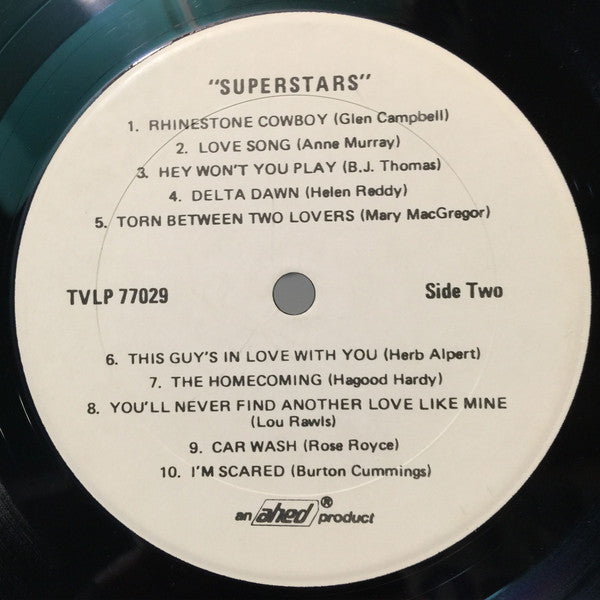 "SUPERSTARS"
1. RHINESTONE COWBOY (Glen Campbell)
2. LOVE SONG (Anne Murray)
3. HEY WON'T YOU PLAY (B.J. Thomas)
4. DELTA DAWN (Helen Reddy)
5. TORN BETWEEN TWO LOVERS (Mary MacGregor)
TVLP 77029 Side Two
6. THIS GUY'S IN LOVE WITH YOU (Herb Alpert)
7. THE HOMECOMING (Hagood Hardy)
8. YOU'LL NEVER FIND ANOTHER LOVE LIKE MINE
(Lou Rawls)
9. CAR WASH (Rose Royce)
10. I'M SCARED (Burton Cummings)
an ahed® product